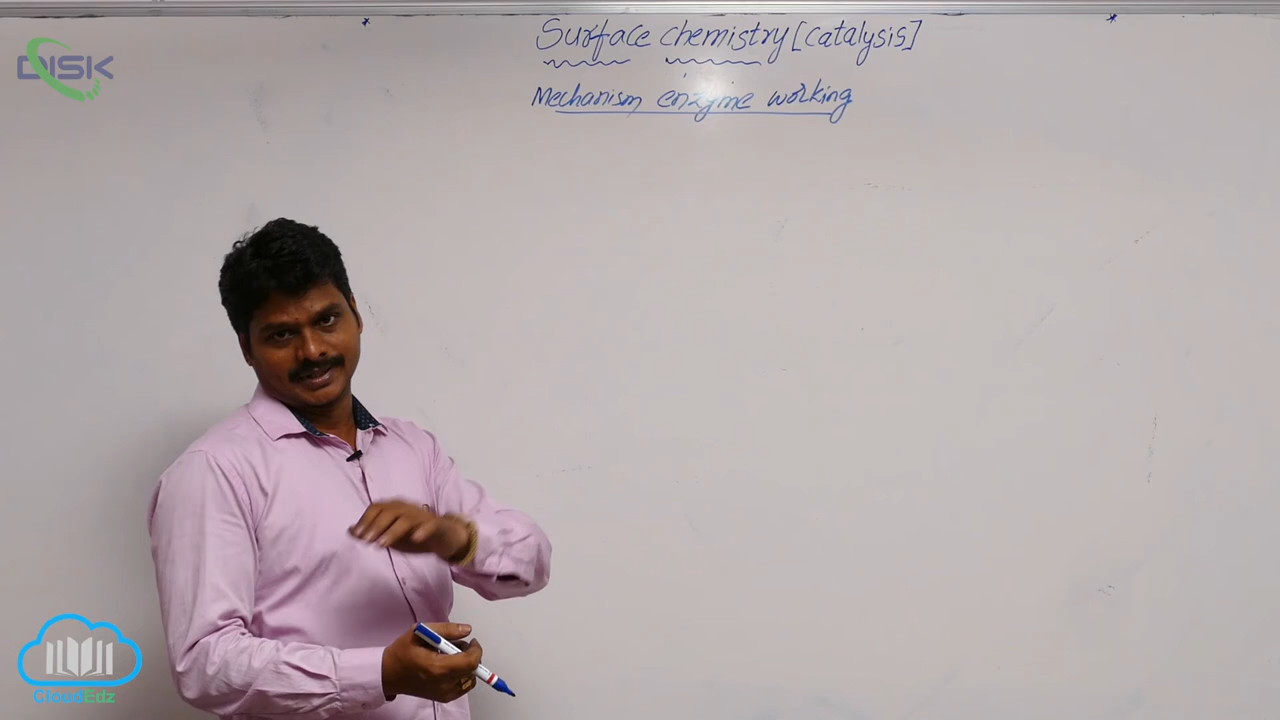 Surface chemistry [catalysis]
Mechanism enzyme working
DISK
CloudEdz